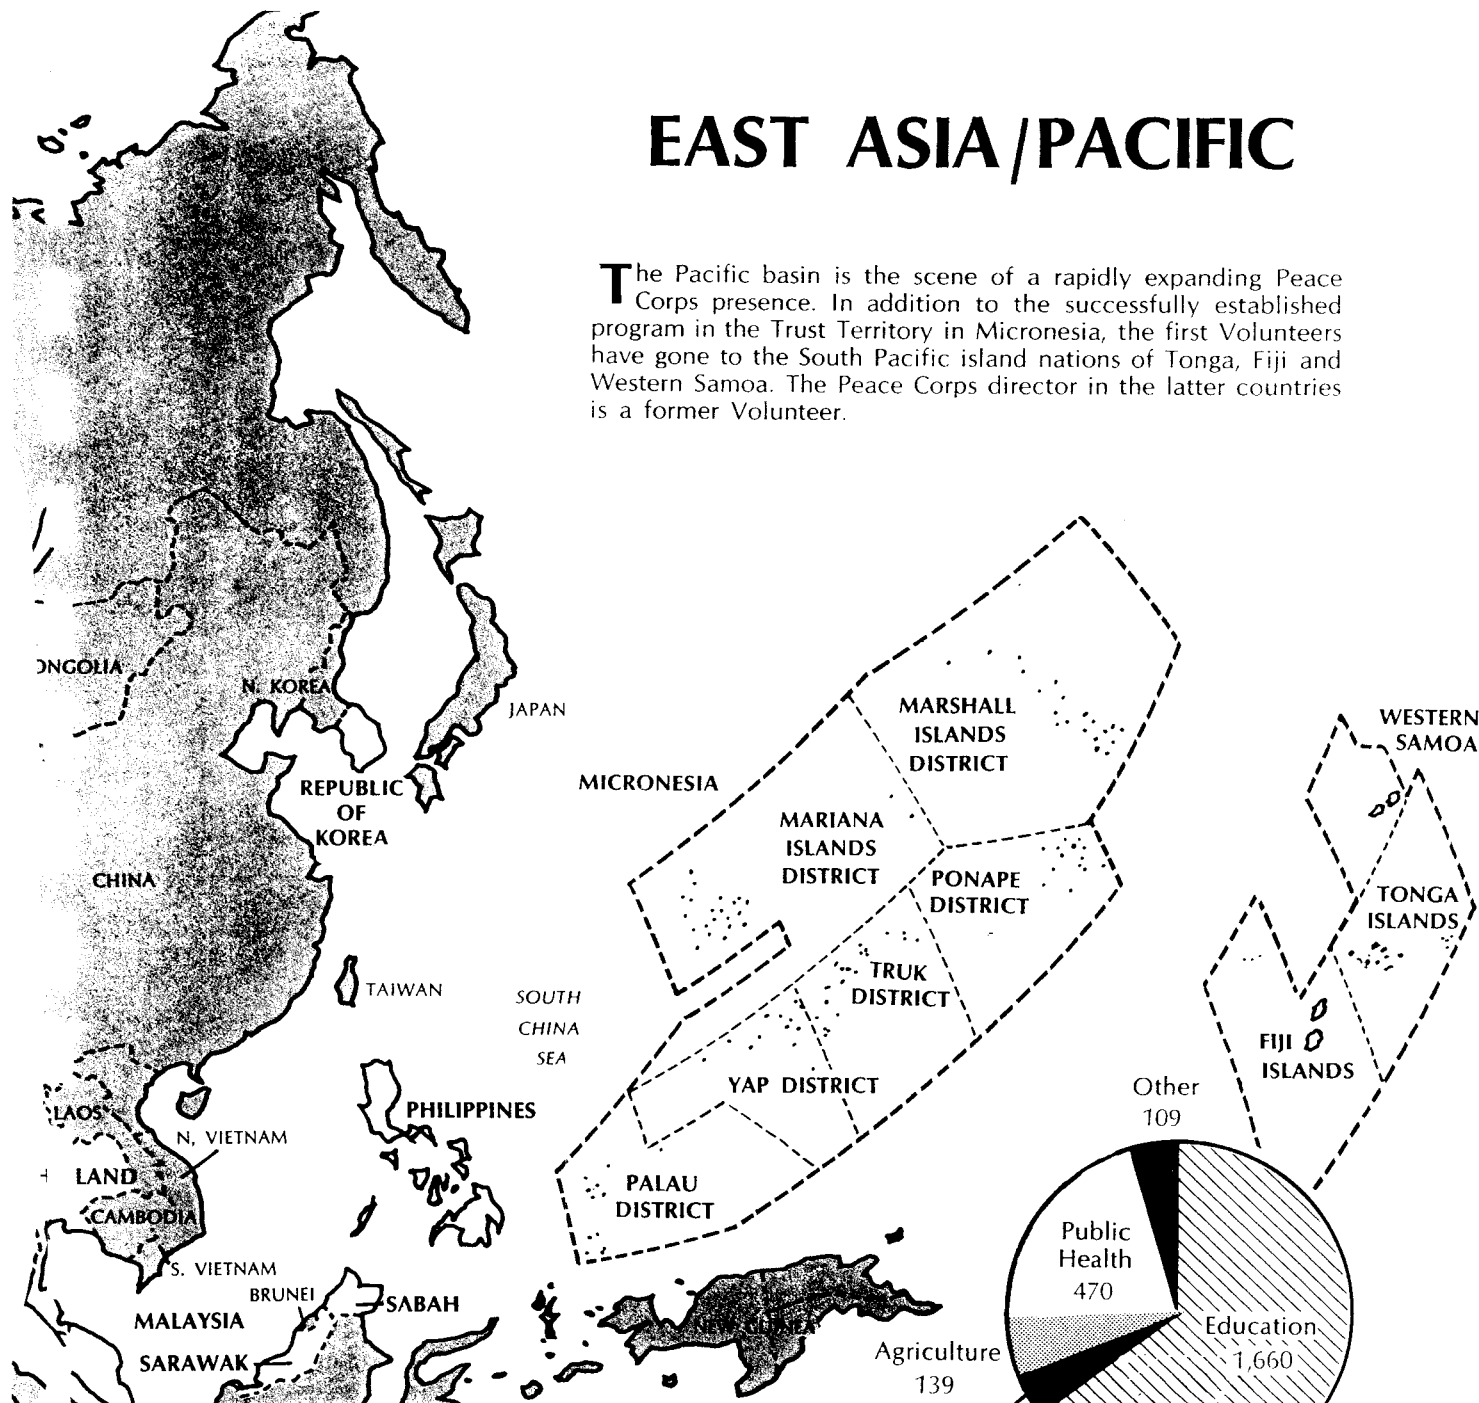 EAST ASIA/PACIFIC
The Pacific basin is the scene of a rapidly expanding Peace
Corps presence. In addition to the successfully established
program in the Trust Territory in Micronesia, the first Volunteers
have gone to the South Pacific island nations of Tonga, Fiji and
Western Samoa. The Peace Corps director in the latter countries
is a former Volunteer.
ONGOLIA
N. KOREA
JAPAN
REPUBLIC
OF
KOREA
CHINA
TAIWAN
SOUTH
CHINA
SEA
LAOS
N, VIETNAM
LAND
CAMBODIA
S. VIETNAM
PHILIPPINES
BRUNEI
SABAH
MALAYSIA
SARAWAK
NEW GUINEA
MICRONESIA
MARSHALL
ISLANDS
DISTRICT
MARIANA
ISLANDS
DISTRICT
PONAPE
DISTRICT
TRUK
DISTRICT
YAP DISTRICT
PALAU
DISTRICT
WESTERN
SAMOA
TONGA
ISLANDS
FIJI
ISLANDS
Other
109
Public
Health
470
Education
1,660
Agriculture
139